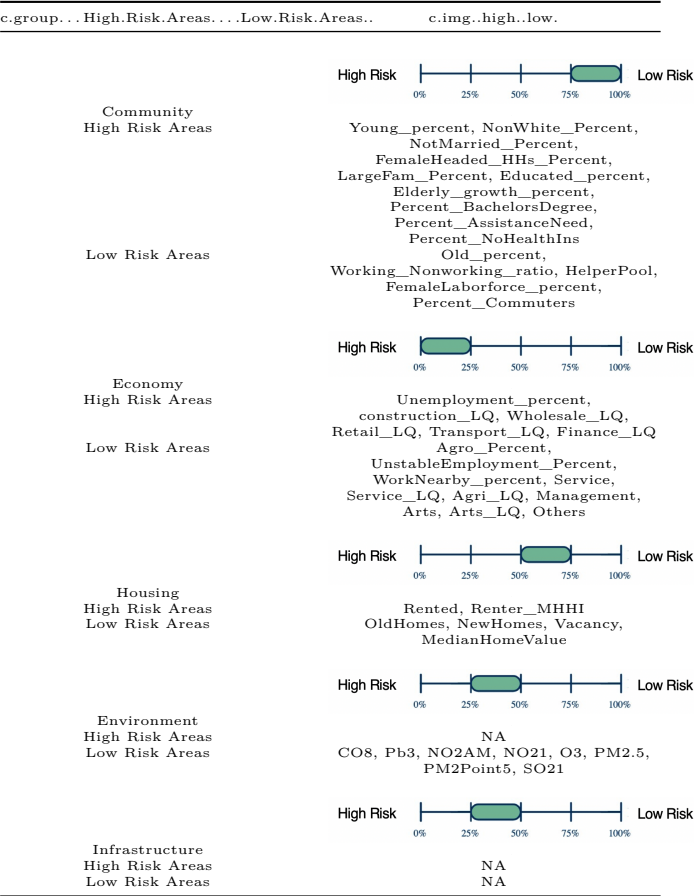 c.group...High.Risk.Areas....Low.Risk.Areas.. c.img..high..low.
High Risk Low Risk
0% 25% 50% 75% 100%
Community
High Risk Areas Young_percent, NonWhite_Percent,
NotMarried_Percent,
FemaleHeaded_HHs_Percent,
LargeFam_Percent, Educated_percent,
Elderly_growth_percent,
Percent_BachelorsDegree,
Percent_AssistanceNeed,
Percent_NoHealthIns
Low Risk Areas Old_percent,
Working_Nonworking_ratio, HelperPool,
FemaleLaborforce_percent,
Percent_Commuters
High Risk Low Risk
0% 25% 50% 75% 100%
Economy
High Risk Areas Unemployment_percent,
construction_LQ, Wholesale_LQ,
Retail_LQ, Transport_LQ, Finance_LQ
Low Risk Areas Agro_Percent,
UnstableEmployment_Percent,
WorkNearby_percent, Service,
Service_LQ, Agri_LQ, Management,
Arts, Arts_LQ, Others
High Risk Low Risk
0% 25% 50% 75% 100%
Housing
High Risk Areas Rented, Renter_MHHI
Low Risk Areas OldHomes, NewHomes, Vacancy,
MedianHomeValue
High Risk Low Risk
0% 25% 50% 75% 100%
Environment
High Risk Areas NA
Low Risk Areas CO8, Pb3, NO2AM, NO21, O3, PM2.5,
PM2Point5, SO21
High Risk Low Risk
0% 25% 50% 75% 100%
Infrastructure
High Risk Areas NA
Low Risk Areas NA